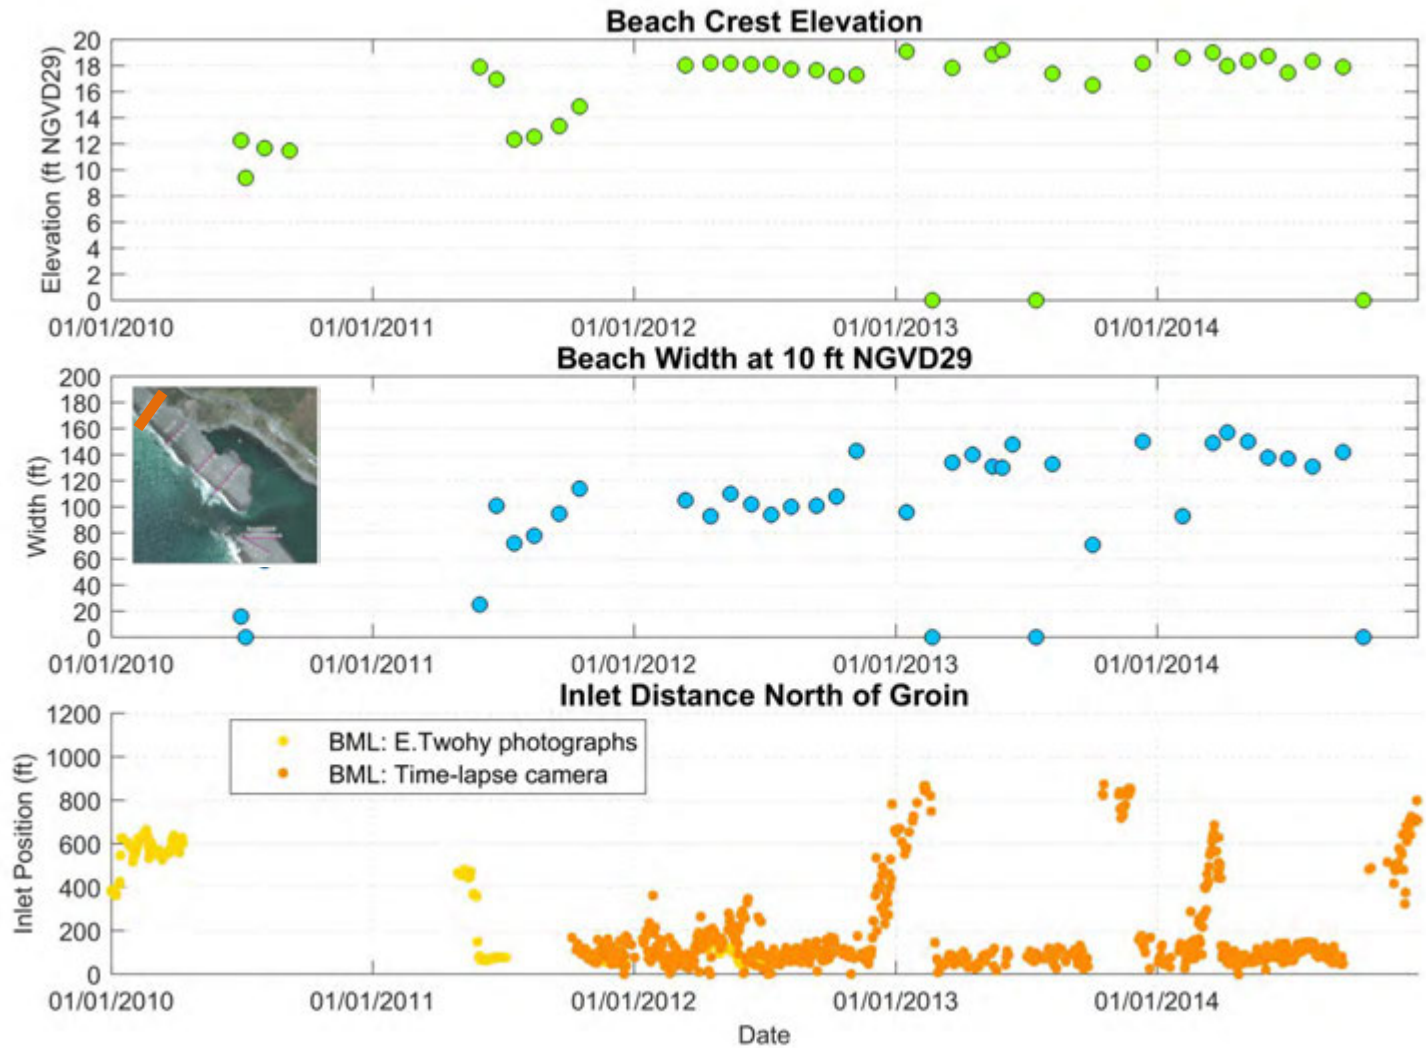 Beach Crest Elevation
20
18
16
14
12
10
8
6
4
2
0
Elevation (ft NGVD29)
01/01/2010 01/01/2011 01/01/2012 01/01/2013 01/01/2014
Beach Width at 10 ft NGVD29
200
180
160
140
120
100
80
60
40
20
0
Width (ft)
01/01/2010 01/01/2011 01/01/2012 01/01/2013 01/01/2014
Inlet Distance North of Groin
1200
1000
800
600
400
200
0
Inlet Position (ft)
BML: E.Twohy photographs
BML: Time-lapse camera
01/01/2010 01/01/2011 01/01/2012 01/01/2013 01/01/2014
Date